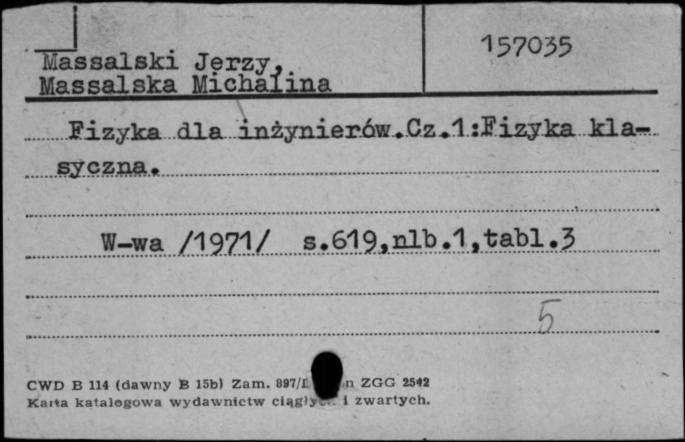 157035
Massalski Jerzy,
Massalska Michalina
Fizyka dla inżynierów.Cz.1:Fizyka kla-
syczna.
W-wa /1971/ s.619,nlb.1,tabl.3
5
CWD B 114 (dawny B 15b) Zam. 897/ ZGG 2542
Karta katalogowa wydawnictw i zwartych.